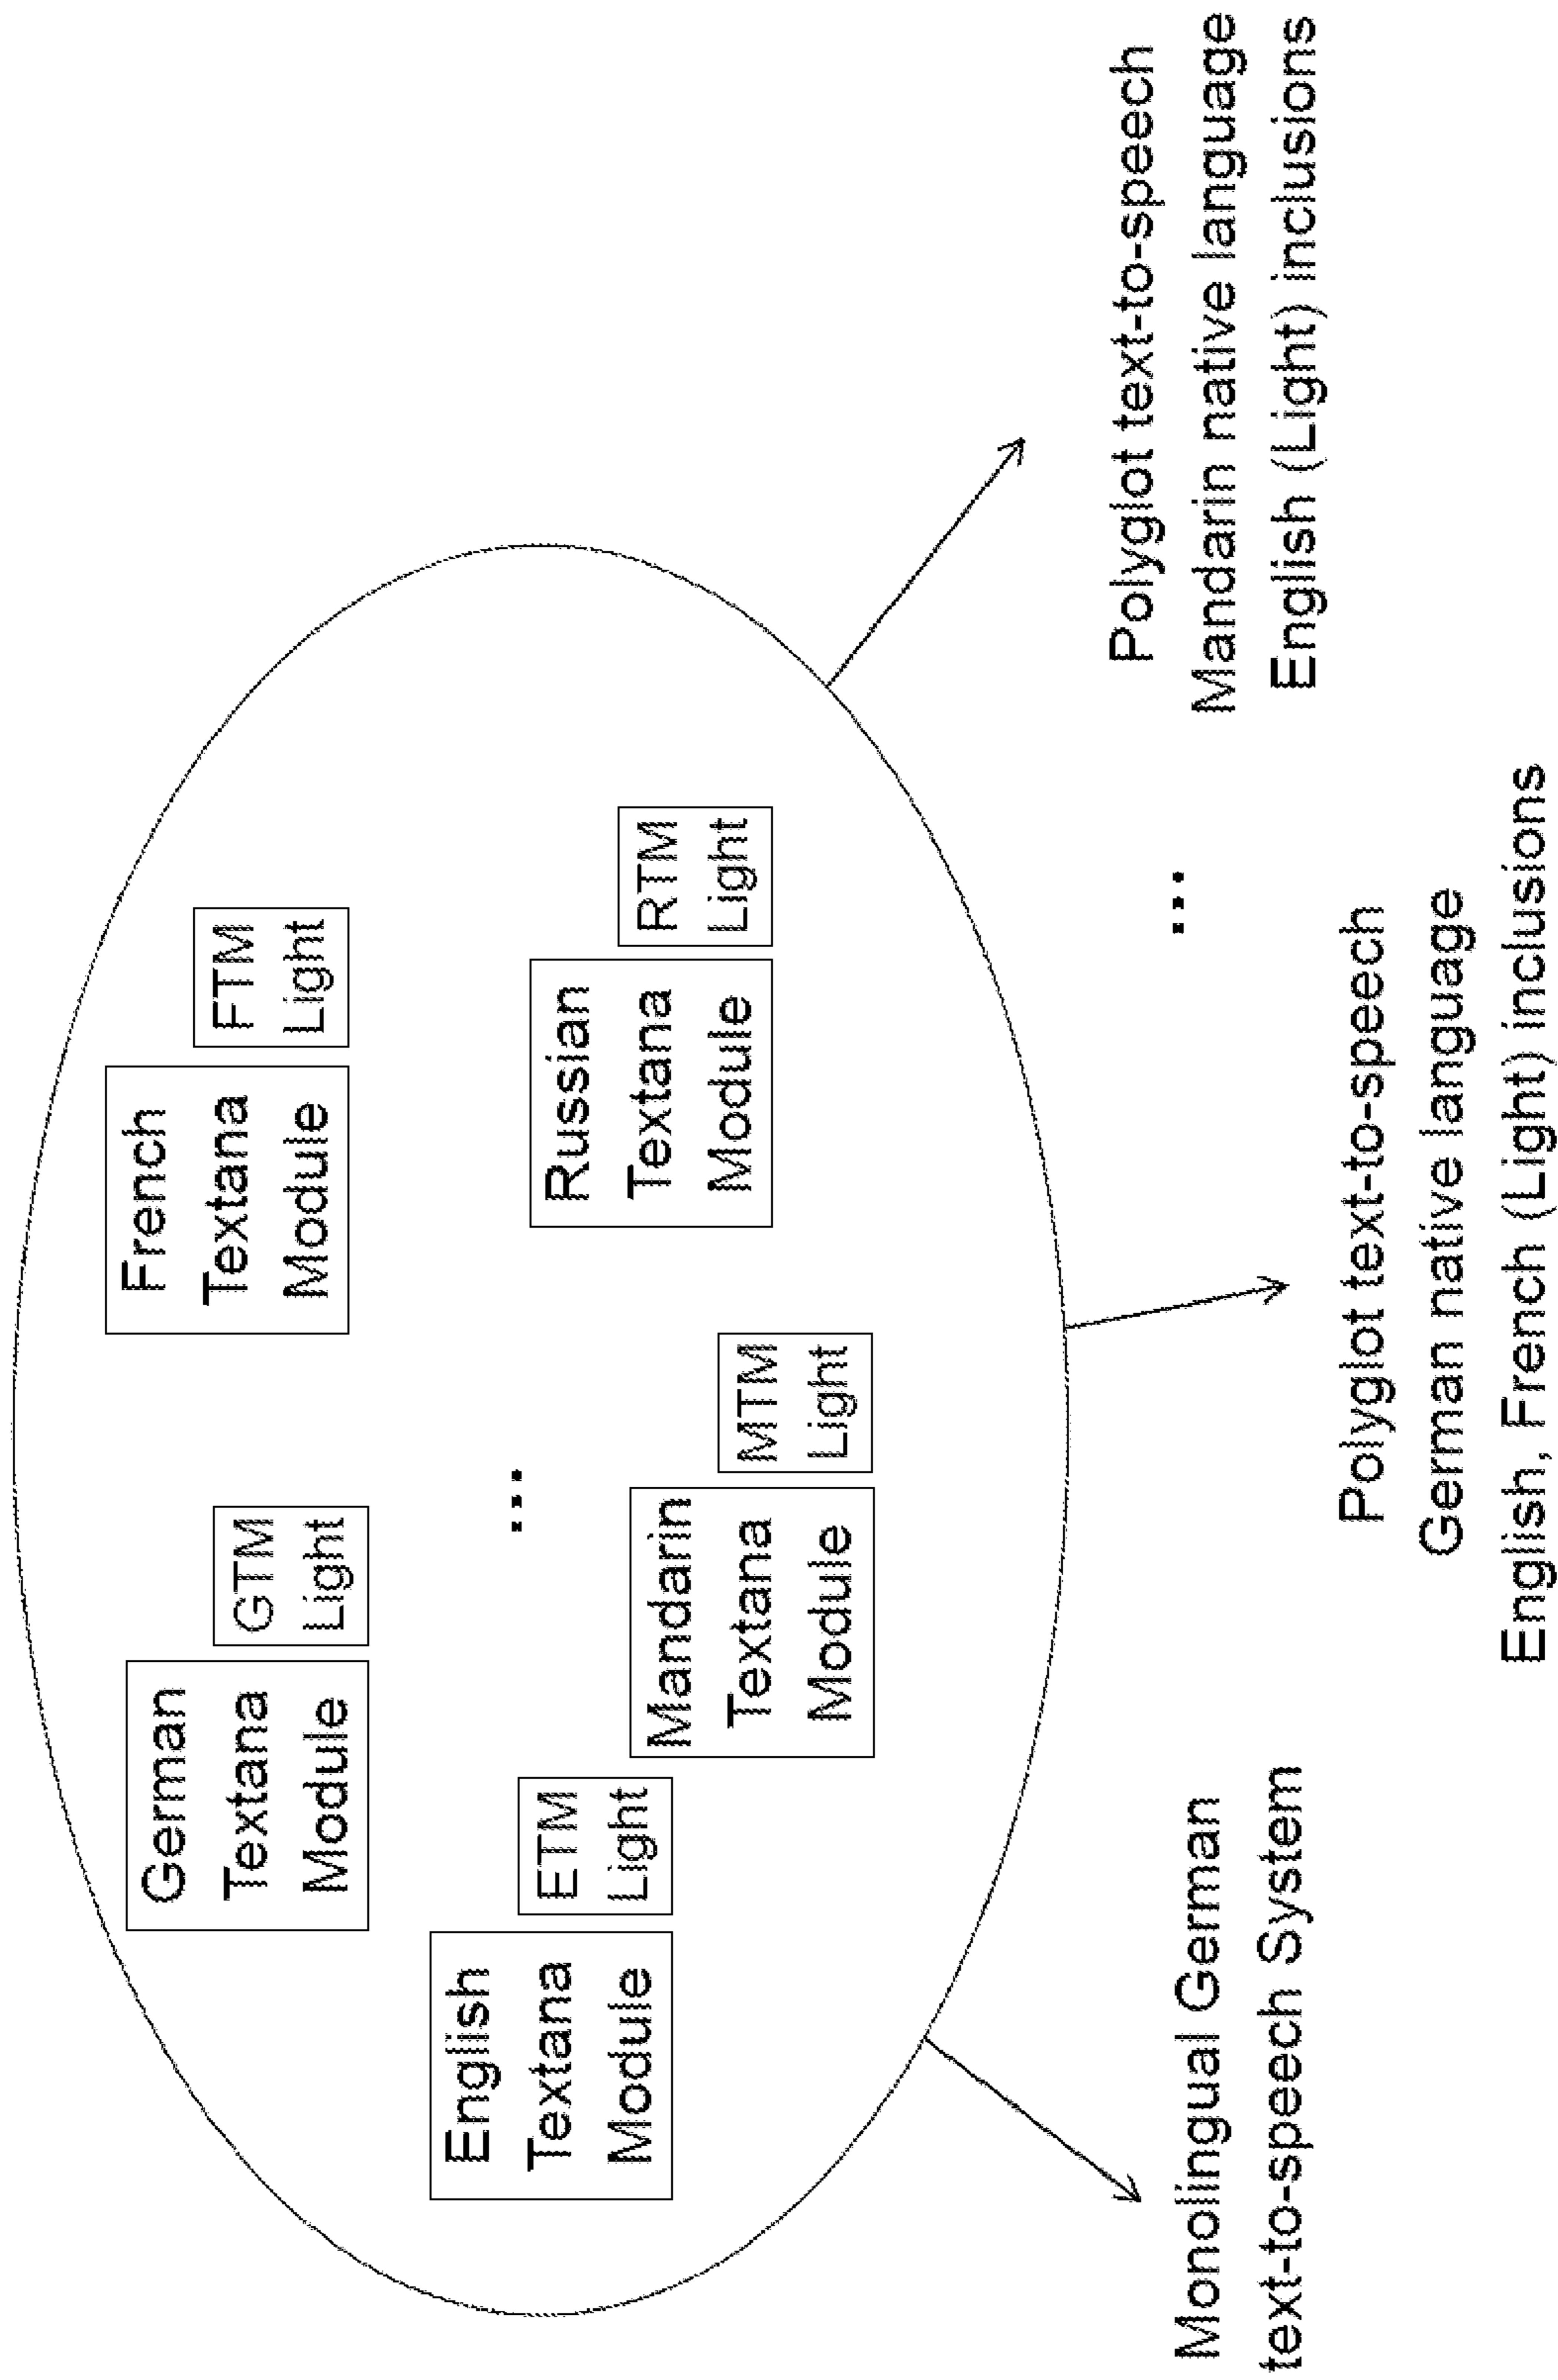 German
Textana
Module
GTM
Light
French
Textana
Module
FTM
Light
English
Textana
Module
ETM
Light
...
Russian
Textana
Module
RTM
Light
Mandarin
Textana
Module
MTM
Light
Monolingual German
text-to-speech System
Polyglot text-to-speech
German native language
English, French (Light) inclusions
...
Polyglot text-to-speech
Mandarin native language
English (Light) inclusions